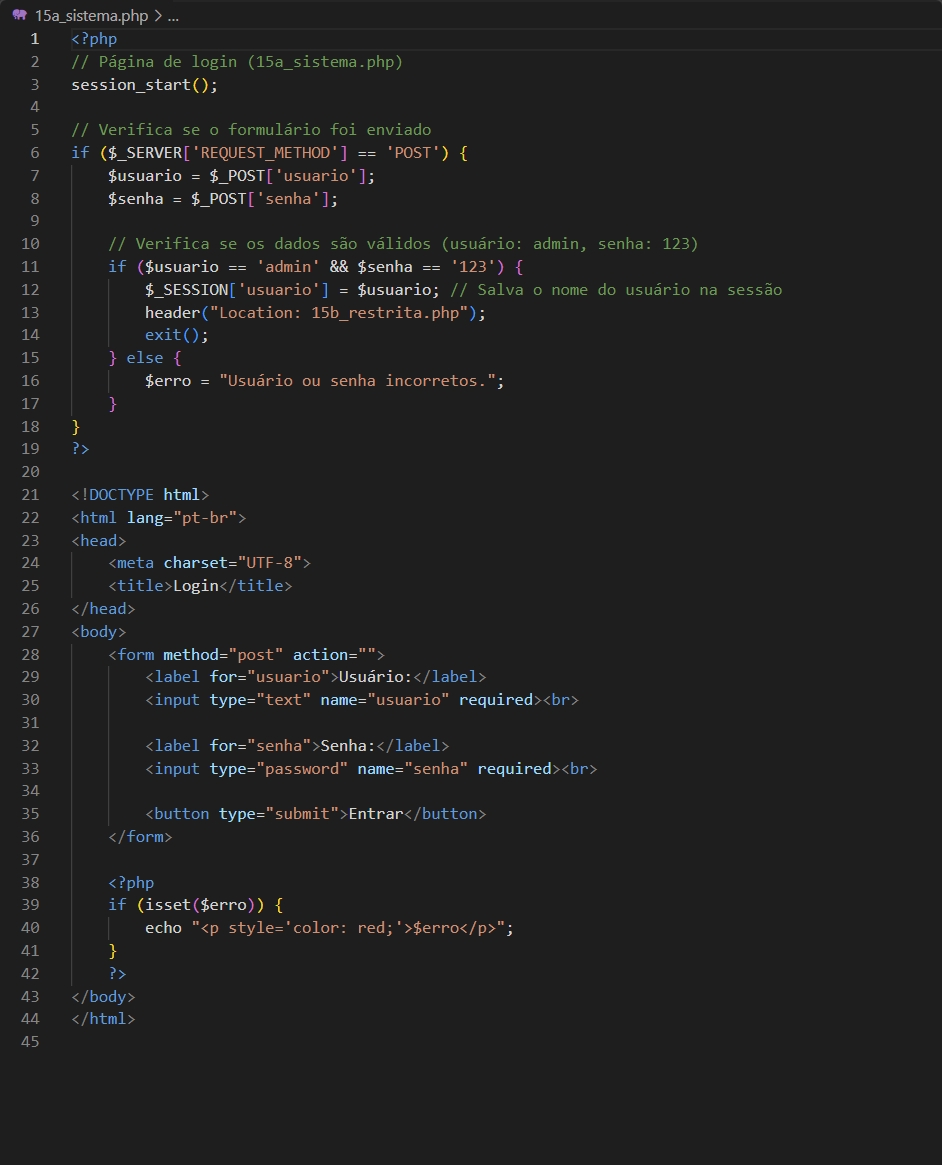 15a_sistema.php > ...
1 <?php
2 // Página de login (15a_sistema.php)
3 session_start();
4
5 // Verifica se o formulário foi enviado
6 if ($_SERVER['REQUEST_METHOD'] == 'POST') {
7     $usuario = $_POST['usuario'];
8     $senha = $_POST['senha'];
9
10     // Verifica se os dados são válidos (usuário: admin, senha: 123)
11     if ($usuario == 'admin' && $senha == '123') {
12         $_SESSION['usuario'] = $usuario; // Salva o nome do usuário na sessão
13         header("Location: 15b_restrita.php");
14         exit();
15     } else {
16         $erro = "Usuário ou senha incorretos.";
17     }
18 }
19 ?>
20
21 <!DOCTYPE html>
22 <html lang="pt-br">
23 <head>
24     <meta charset="UTF-8">
25     <title>Login</title>
26 </head>
27 <body>
28     <form method="post" action="">
29         <label for="usuario">Usuário:</label>
30         <input type="text" name="usuario" required><br>
31
32         <label for="senha">Senha:</label>
33         <input type="password" name="senha" required><br>
34
35         <button type="submit">Entrar</button>
36     </form>
37
38     <?php
39     if (isset($erro)) {
40         echo "<p style='color: red;'>$erro</p>";
41     }
42     ?>
43 </body>
44 </html>
45